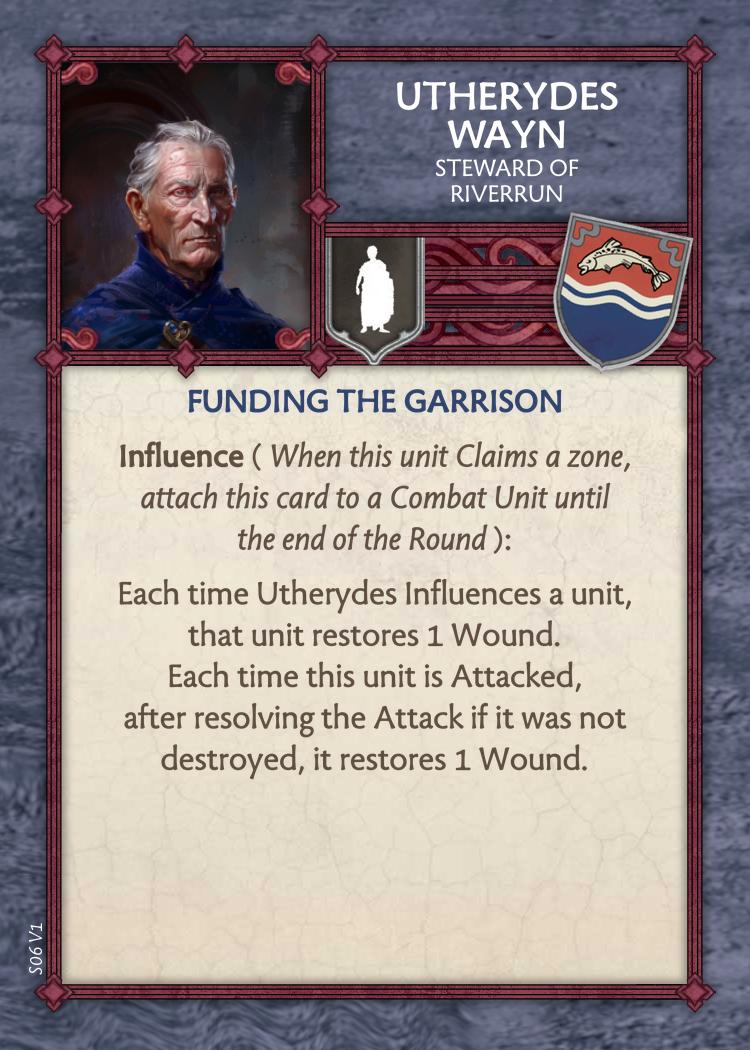 UTHERYDES
WAYN
STEWARD OF
RIVERRUN
FUNDING THE GARRISON
Influence ( When this unit Claims a zone,
attach this card to a Combat Unit until
the end of the Round ):
Each time Utherydes Influences a unit,
that unit restores 1 Wound.
Each time this unit is Attacked,
after resolving the Attack if it was not
destroyed, it restores 1 Wound.
S06 V1